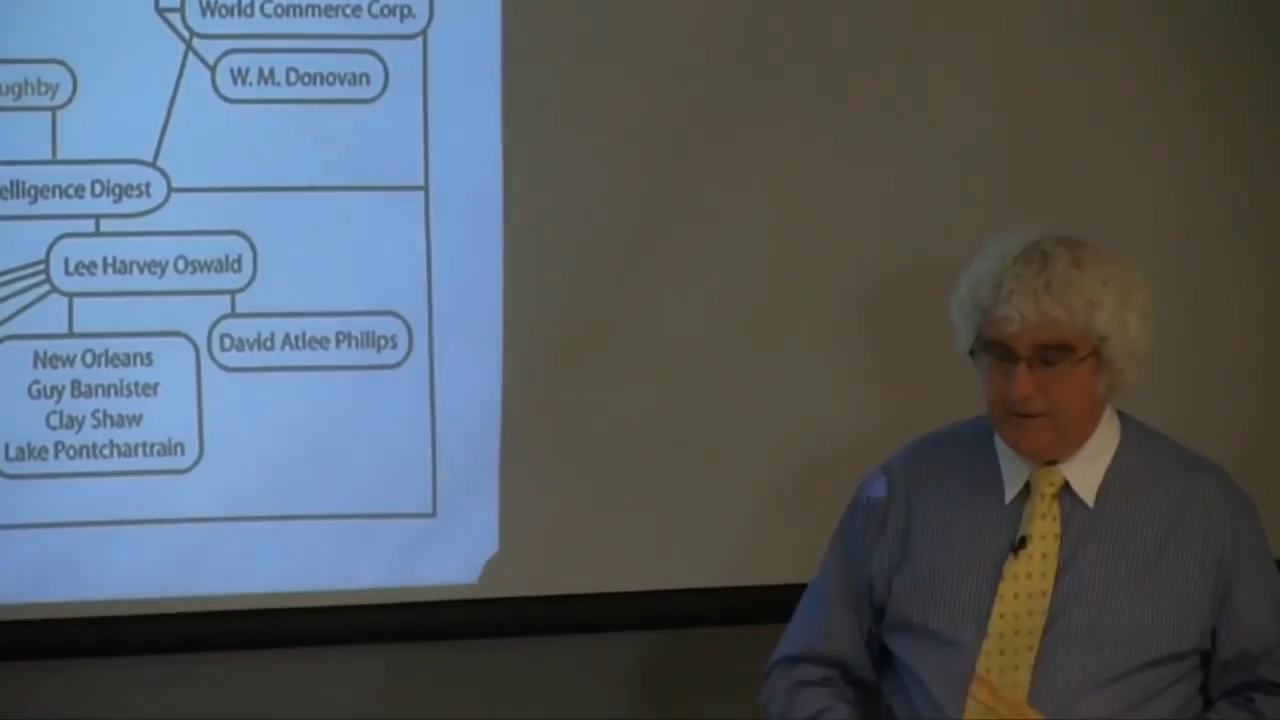 World Commerce Corp.
W. M. Donovan
ughby
elligence Digest
Lee Harvey Oswald
David Atlee Philips
New Orleans
Guy Bannister
Clay Shaw
Lake Pontchartrain